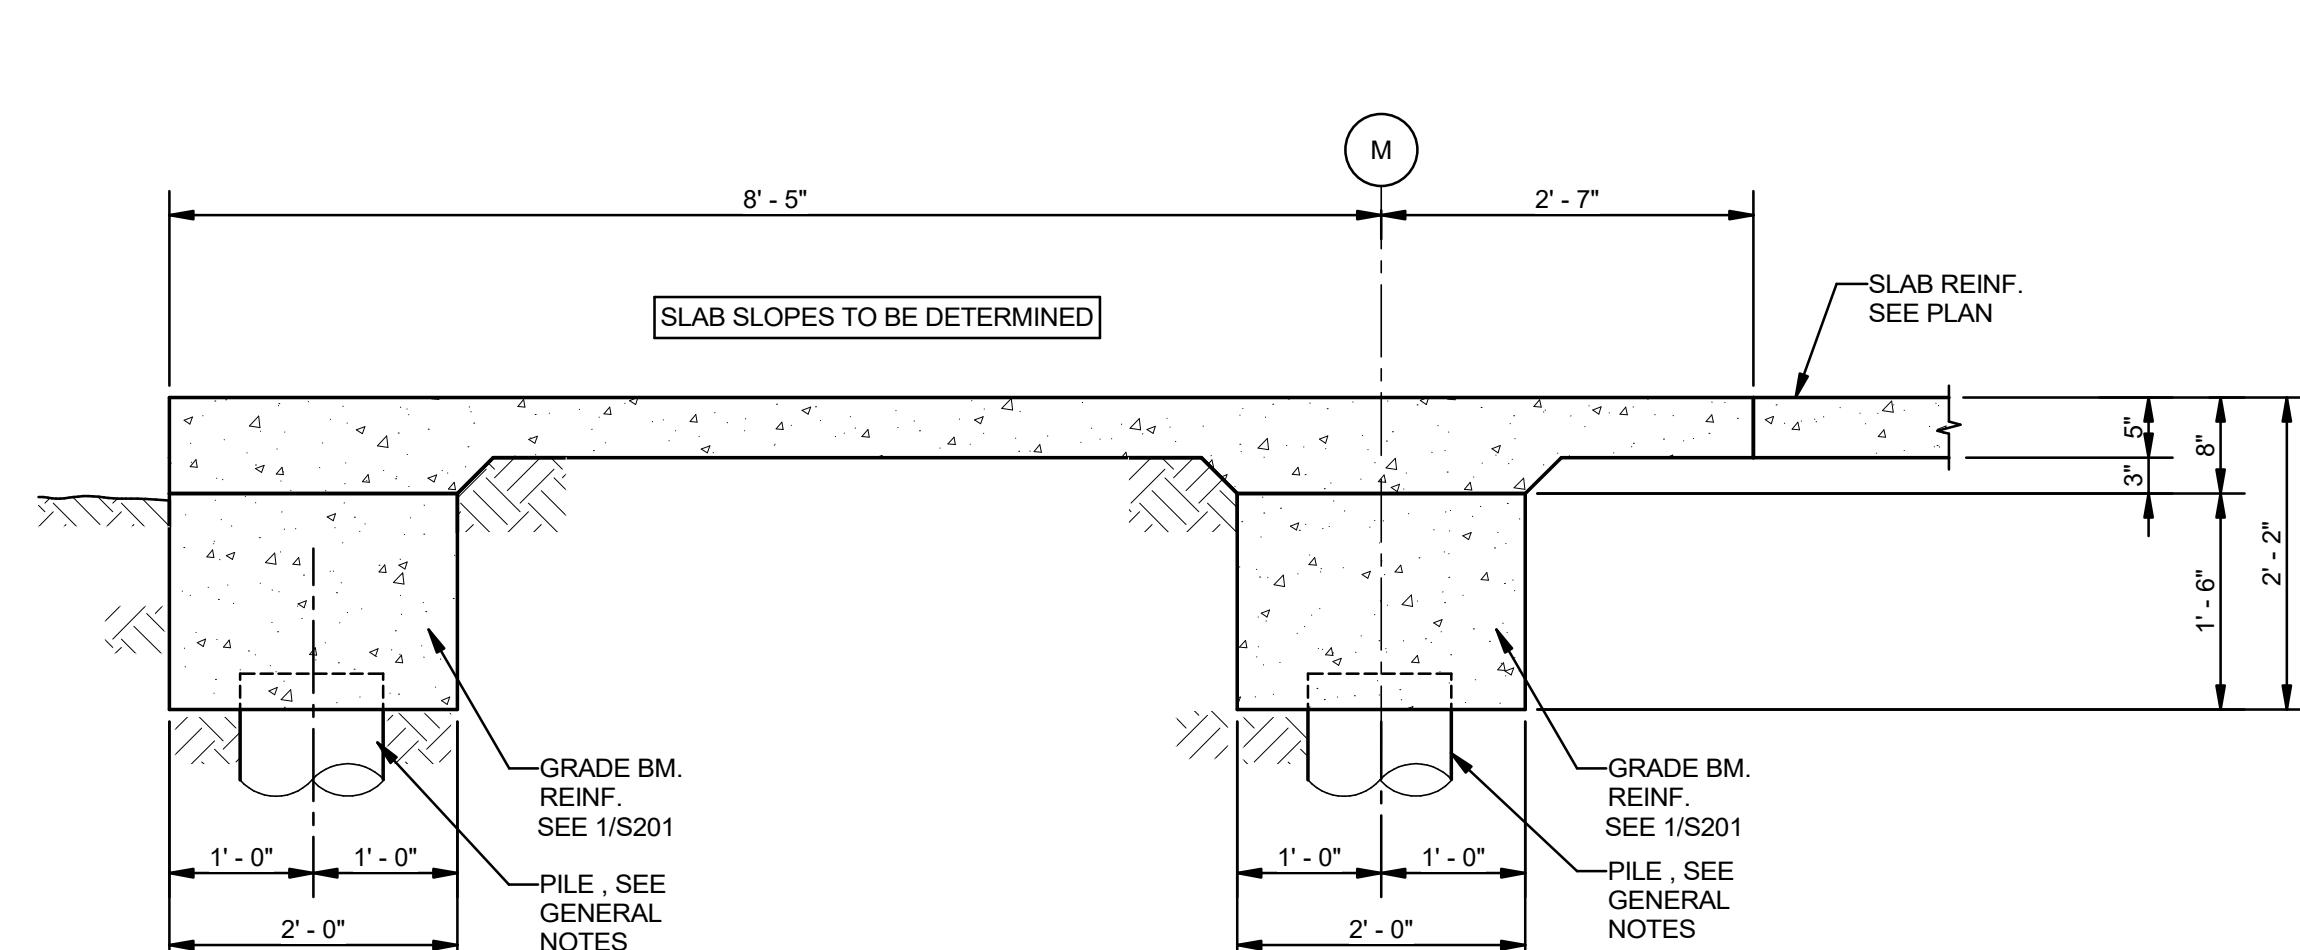 M
8' - 5"
2' - 7"
SLAB REINF.
SEE PLAN
SLAB SLOPES TO BE DETERMINED
5"
8"
3"
2' - 2"
1' - 6"
GRADE BM.
REINF.
SEE 1/S201
GRADE BM.
REINF.
SEE 1/S201
1' - 0"
1' - 0"
1' - 0"
1' - 0"
PILE , SEE
GENERAL
NOTES
PILE , SEE
GENERAL
NOTES
2' - 0"
2' - 0"